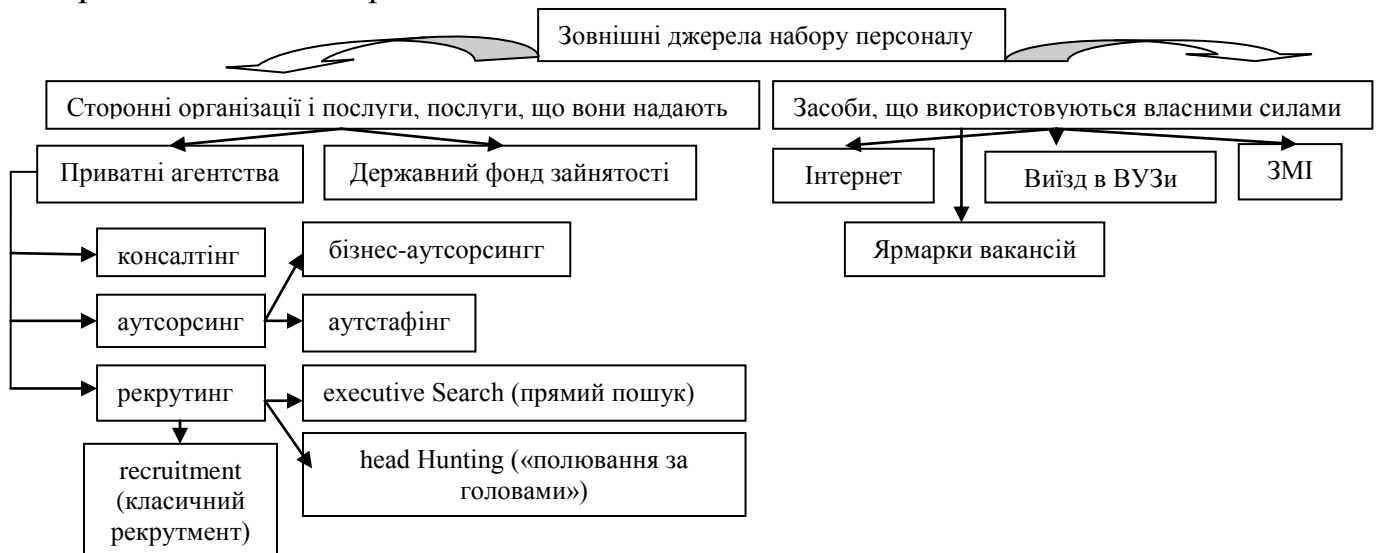 Зовнішні джерела набору персоналу
Сторонні організації і послуги, послуги, що вони надають
Засоби, що використовуються власними силами
Приватні агентства
Державний фонд зайнятості
Інтернет
Виїзд в ВУЗи
ЗМІ
Ярмарки вакансій
консалтінг
бізнес-аутсорсингг
аутсорсинг
аутстафінг
рекрутинг
executive Search (прямий пошук)
head Hunting («полювання за
головами»)
recruitment
(класичний
рекрутмент)